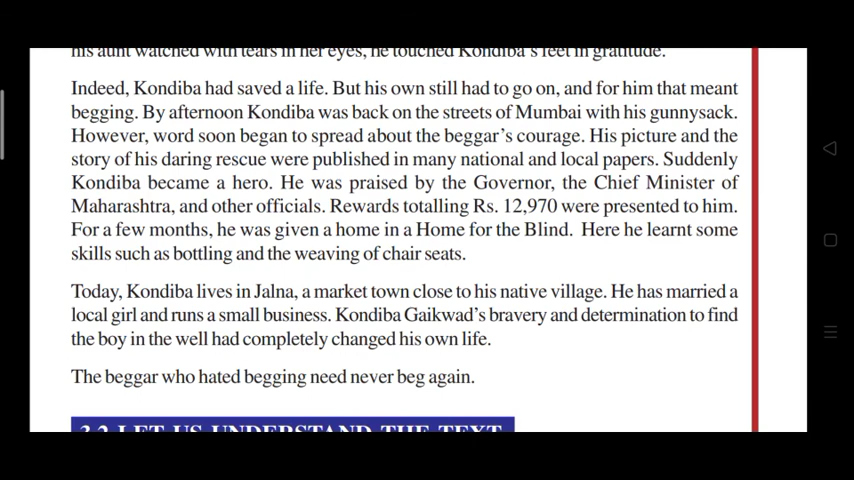 his aunt watched with tears in her eyes, he touched Kondiba's feet in gratitude.
Indeed, Kondiba had saved a life. But his own still had to go on, and for him that meant
begging. By afternoon Kondiba was back on the streets of Mumbai with his gunnysack.
However, word soon began to spread about the beggar's courage. His picture and the
story of his daring rescue were published in many national and local papers. Suddenly
Kondiba became a hero. He was praised by the Governor, the Chief Minister of
Maharashtra, and other officials. Rewards totalling Rs. 12,970 were presented to him.
For a few months, he was given a home in a Home for the Blind. Here he learnt some
skills such as bottling and the weaving of chair seats.
Today, Kondiba lives in Jalna, a market town close to his native village. He has married a
local girl and runs a small business. Kondiba Gaikwad's bravery and determination to find
the boy in the well had completely changed his own life.
The beggar who hated begging need never beg again.
3.2 LET US UNDERSTAND THE TEXT